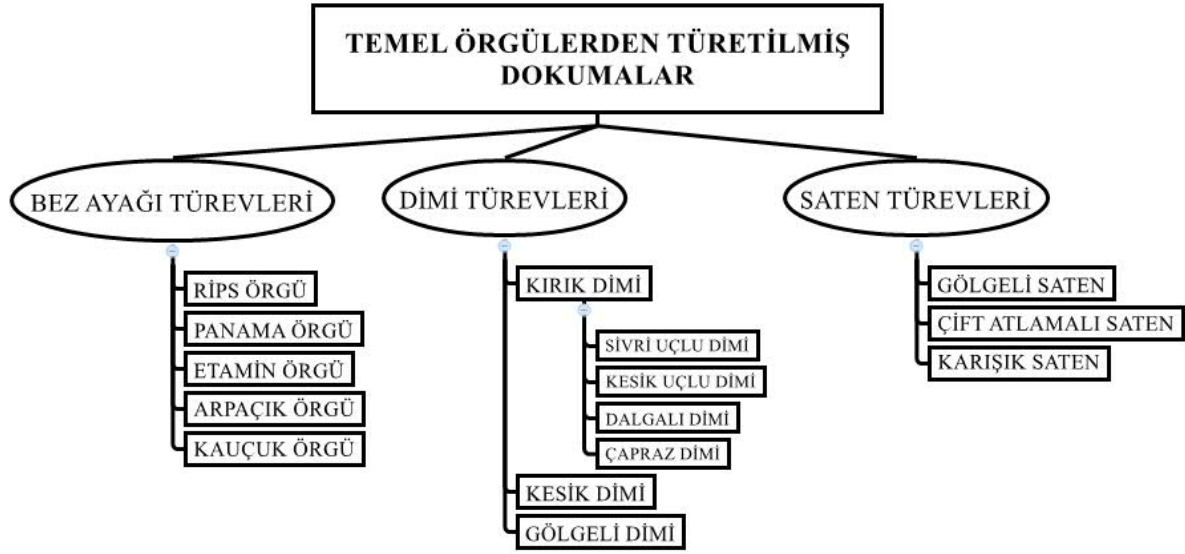 TEMEL ÖRGÜLERDEN TÜRETİLMİŞ
DOKUMALAR
BEZ AYAĞI TÜREVLERİ
RİPS ÖRGÜ
PANAMA ÖRGÜ
ETAMİN ÖRGÜ
ARPAÇIK ÖRGÜ
KAUÇUK ÖRGÜ
DİMİ TÜREVLERİ
KIRIK DİMİ
SİVRİ UÇLU DİMİ
KESİK UÇLU DİMİ
DALGALI DİMİ
ÇAPRAZ DİMİ
KESİK DİMİ
GÖLGELİ DİMİ
SATEN TÜREVLERİ
GÖLGELİ SATEN
ÇİFT ATLAMALI SATEN
KARIŞIK SATEN